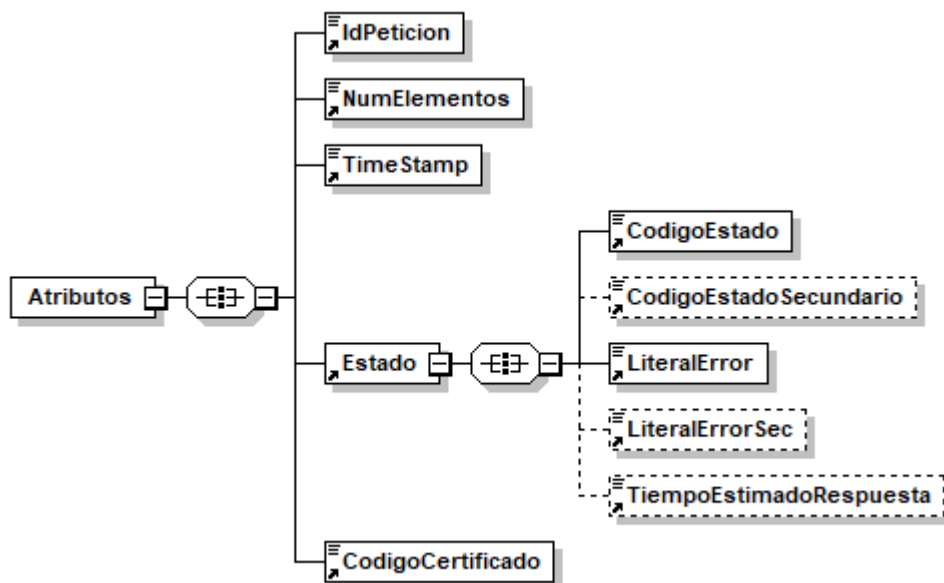 IdPeticion
NumElementos
TimeStamp
CodigoEstado
Atributos
CodigoEstadoSecundario
Estado
LiteralError
LiteralErrorSec
TiempoEstimadoRespuesta
CodigoCertificado